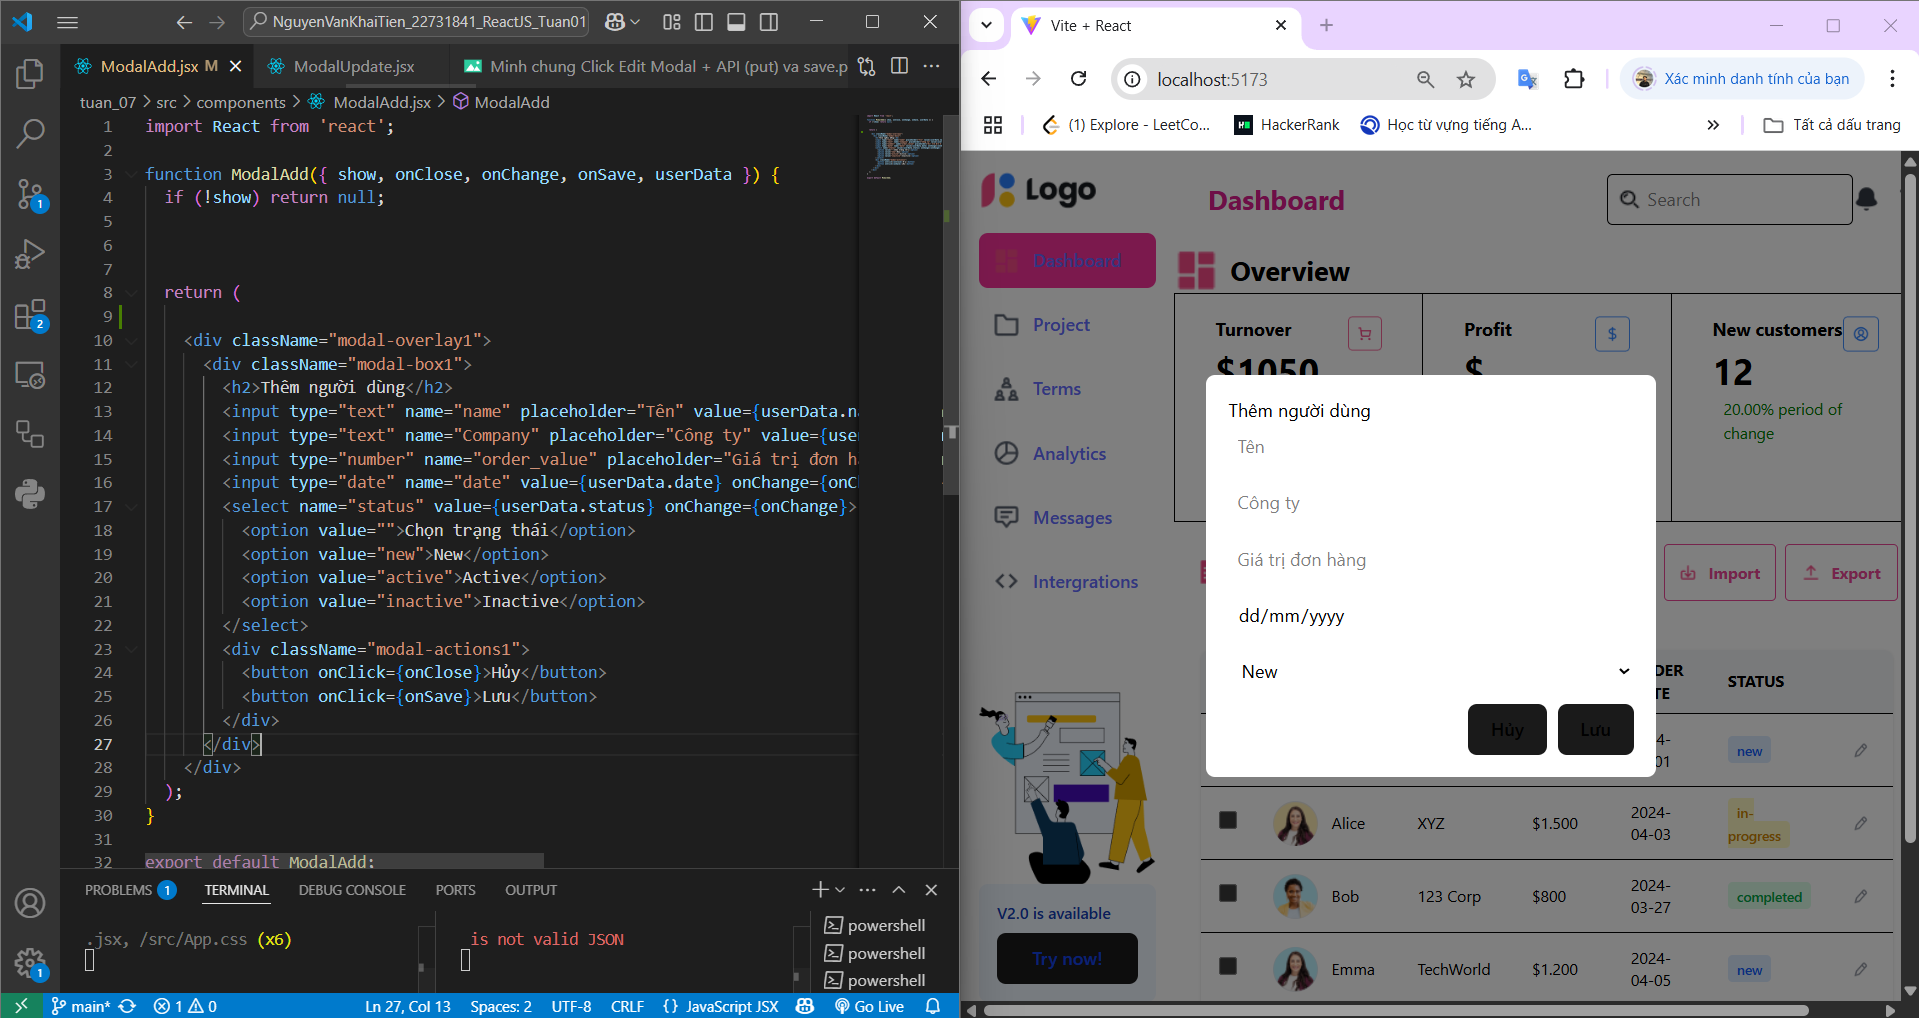 NguyenVanKhaiTien_22731841_ReactJS_Tuan01
ModalAdd.jsx M
ModalUpdate.jsx
Minh chung Click Edit Modal + API (put) va save.p
tuan_07 > src > components > ModalAdd.jsx > ModalAdd
1 import React from 'react';
2
3 function ModalAdd({ show, onClose, onChange, onSave, userData }) {
4 if (!show) return null;
5
6
7
8 return (
9
10 <div className="modal-overlay1">
11 <div className="modal-box1">
12 <h2>Thêm người dùng</h2>
13 <input type="text" name="name" placeholder="Tên" value={userData.na
14 <input type="text" name="Company" placeholder="Công ty" value={use
15 <input type="number" name="order_value" placeholder="Giá trị đơn h
16 <input type="date" name="date" value={userData.date} onChange={onC
17 <select name="status" value={userData.status} onChange={onChange}>
18 <option value="">Chọn trạng thái</option>
19 <option value="new">New</option>
20 <option value="active">Active</option>
21 <option value="inactive">Inactive</option>
22 </select>
23 <div className="modal-actions1">
24 <button onClick={onClose}>Hủy</button>
25 <button onClick={onSave}>Lưu</button>
26 </div>
27 </div>
28 </div>
29 );
30 }
31
32 export default ModalAdd;
1
2
1
PROBLEMS 1 TERMINAL DEBUG CONSOLE PORTS OUTPUT
.jsx, /src/App.css (x6)
is not valid JSON
powershell
powershell
powershell
main* 1 0 Ln 27, Col 13 Spaces: 2 UTF-8 CRLF {} JavaScript JSX Go Live
Vite + React
localhost:5173
Xác minh danh tính của bạn
(1) Explore - LeetCo...
HackerRank
Học từ vựng tiếng A...
Tất cả dấu trang
Logo
Dashboard
Search
Dashboard
Project
Terms
Analytics
Messages
Intergrations
V2.0 is available
Try now!
Overview
Turnover
$1050
Profit
$
New customers
12
20.00% period of
change
Import
Export
Thêm người dùng
Tên
Công ty
Giá trị đơn hàng
dd/mm/yyyy
New
Hủy
Lưu
DER
TE
STATUS
4-
01
new
Alice XYZ $1.500 2024-
04-03
in-
progress
Bob 123 Corp $800 2024-
03-27
completed
Emma TechWorld $1.200 2024-
04-05
new